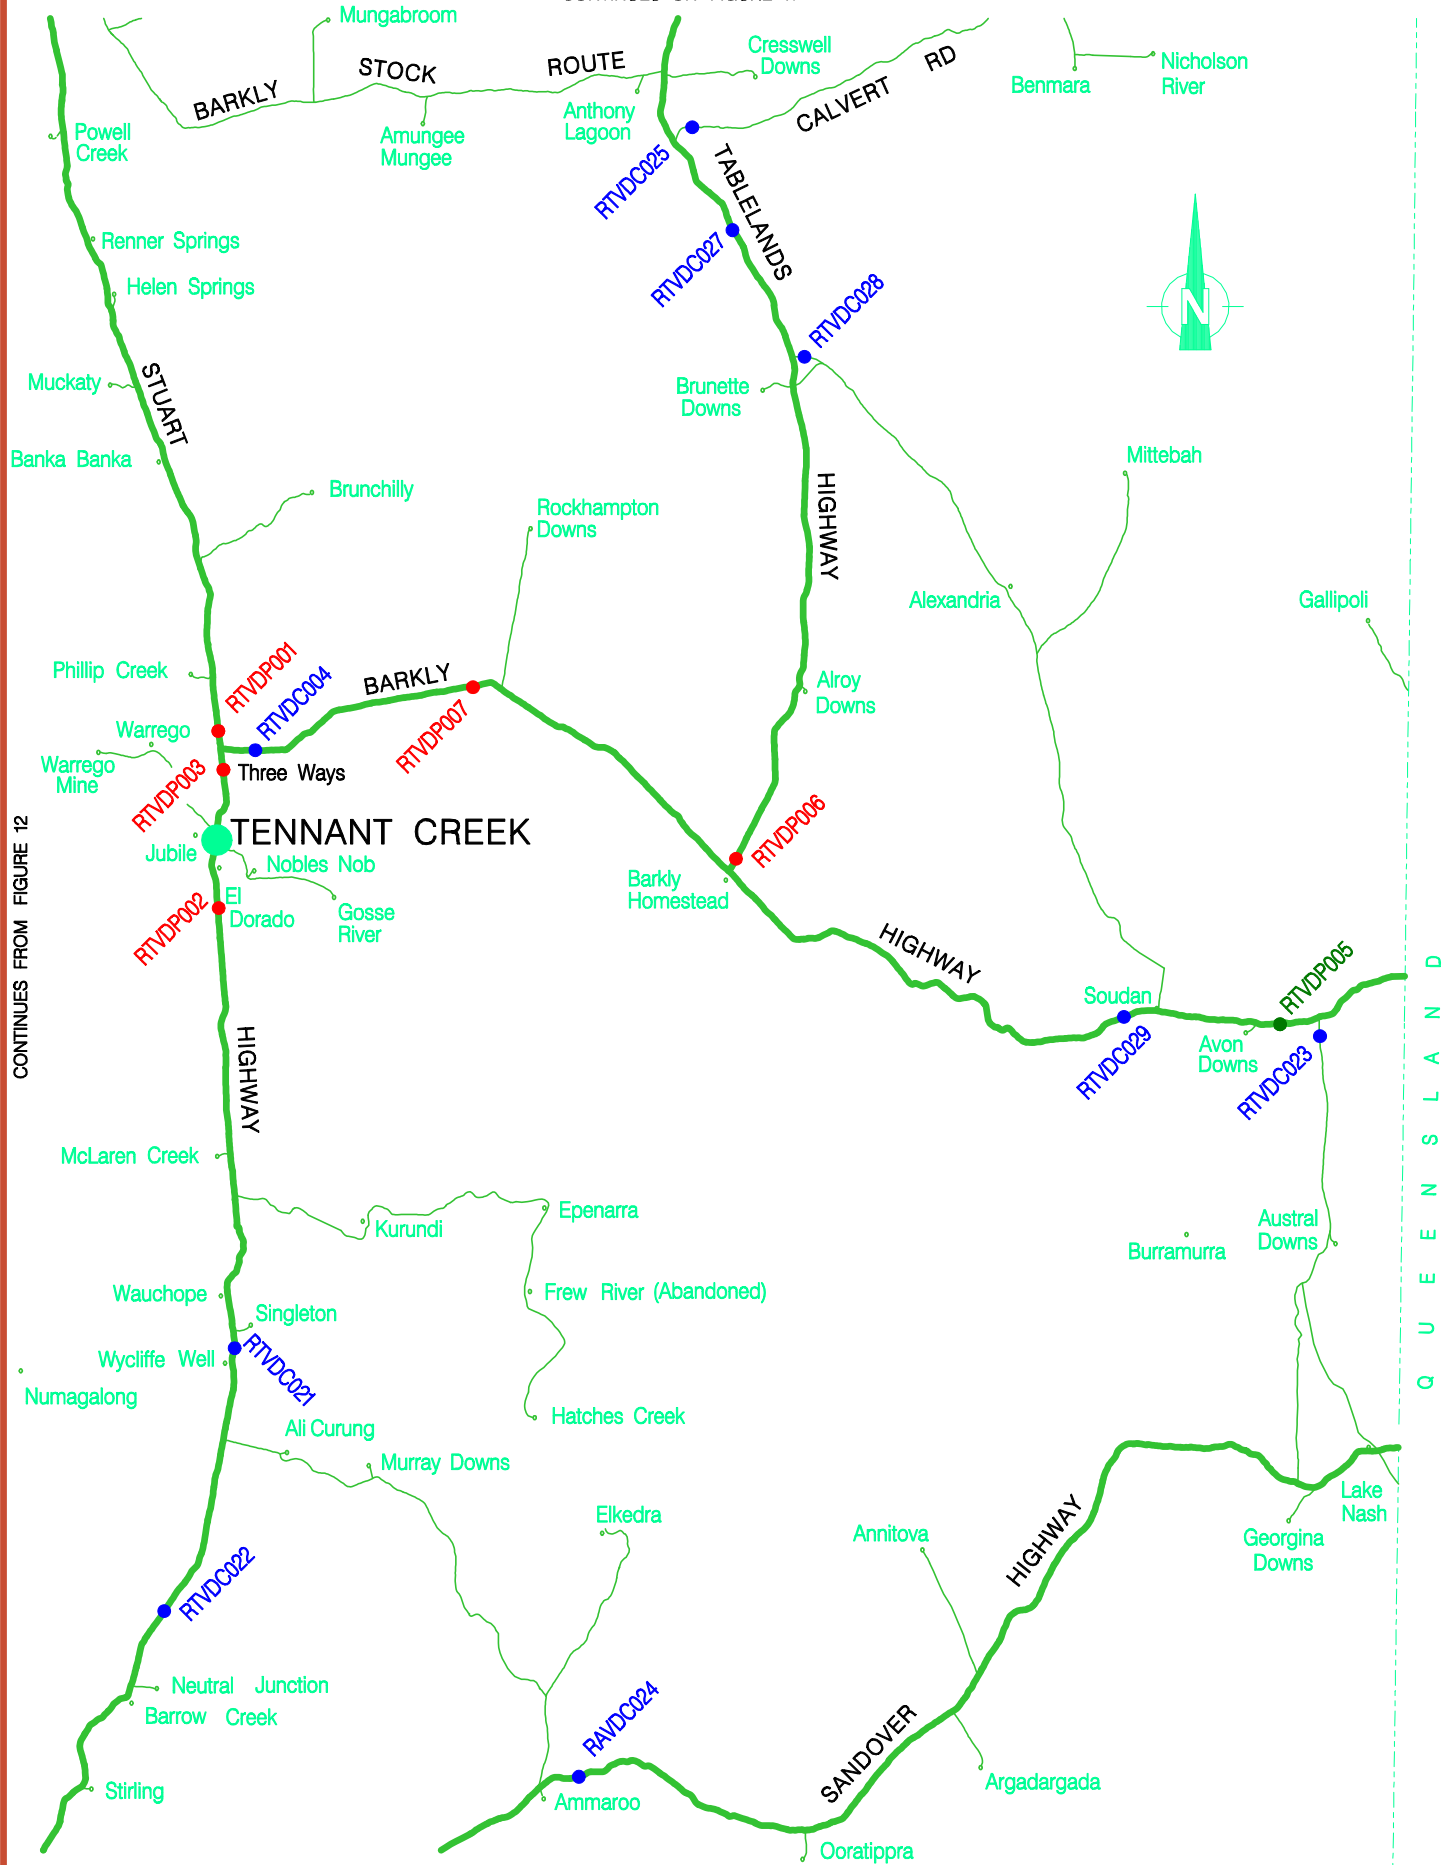 Mungabroom
Cresswell
Downs
Nicholson
River
Benmara
BARKLY STOCK ROUTE
CALVERT RD
Anthony
Lagoon
Amungee
Mungee
Powell
Creek
RTVDC025
TABLELANDS
RTVDC027
RTVDC028
Renner Springs
Helen Springs
N
Muckaty
STUART
Brunette
Downs
Banka Banka
Brunchilly
Rockhampton
Downs
HIGHWAY
Mittebah
Alexandria
Gallipoli
Phillip Creek
RTVDP001
RTVDC004
BARKLY
RTVDP007
Alroy
Downs
Warrego
Warrego
Mine
RTVDP003
Three Ways
TENNANT CREEK
Jubile
Nobles Nob
RTVDP006
Barkly
Homestead
El
Dorado
RTVDP002
Gosse
River
CONTINUES FROM FIGURE 12
HIGHWAY
Soudan
RTVDP005
RTVDC029
Avon
Downs
RTVDC023
QUEENSLAND
HIGHWAY
McLaren Creek
Kurundi
Epenarra
Burramurra
Austral
Downs
Wauchope
Frew River (Abandoned)
Singleton
RTVDC021
Wycliffe Well
Numagalong
Hatches Creek
Ali Curung
Murray Downs
Elkedra
Annitova
HIGHWAY
Lake
Nash
Georgina
Downs
RTVDC022
Neutral Junction
Barrow Creek
RAVDC024
SANDOVER
Stirling
Ammaroo
Argadargada
Ooratippra